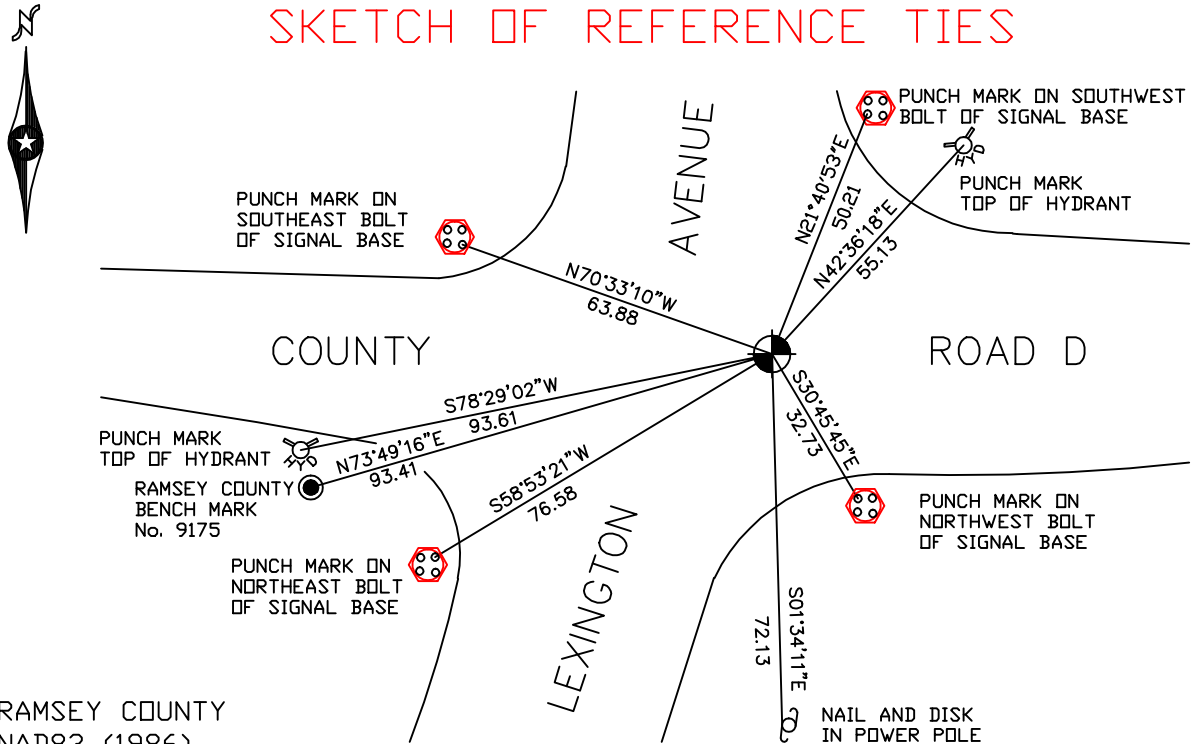 N
SKETCH OF REFERENCE TIES
PUNCH MARK ON SOUTHWEST
BOLT OF SIGNAL BASE
HYD
PUNCH MARK
TOP OF HYDRANT
AVENUE
N21°40'53"E
50.21
N42°36'18"E
55.13
PUNCH MARK ON
SOUTHEAST BOLT
OF SIGNAL BASE
N70°33'10"W
63.88
COUNTY
ROAD D
S78°29'02"W
93.61
PUNCH MARK
TOP OF HYDRANT
HYD
N73°49'16"E
93.41
RAMSEY COUNTY
BENCH MARK
No. 9175
S58°53'21"W
76.58
S30°45'45"E
32.73
PUNCH MARK ON
NORTHWEST BOLT
OF SIGNAL BASE
PUNCH MARK ON
NORTHEAST BOLT
OF SIGNAL BASE
LEXINGTON
S01°34'11"E
72.13
NAIL AND DISK
IN POWER POLE
RAMSEY COUNTY
NAD83 (1986)